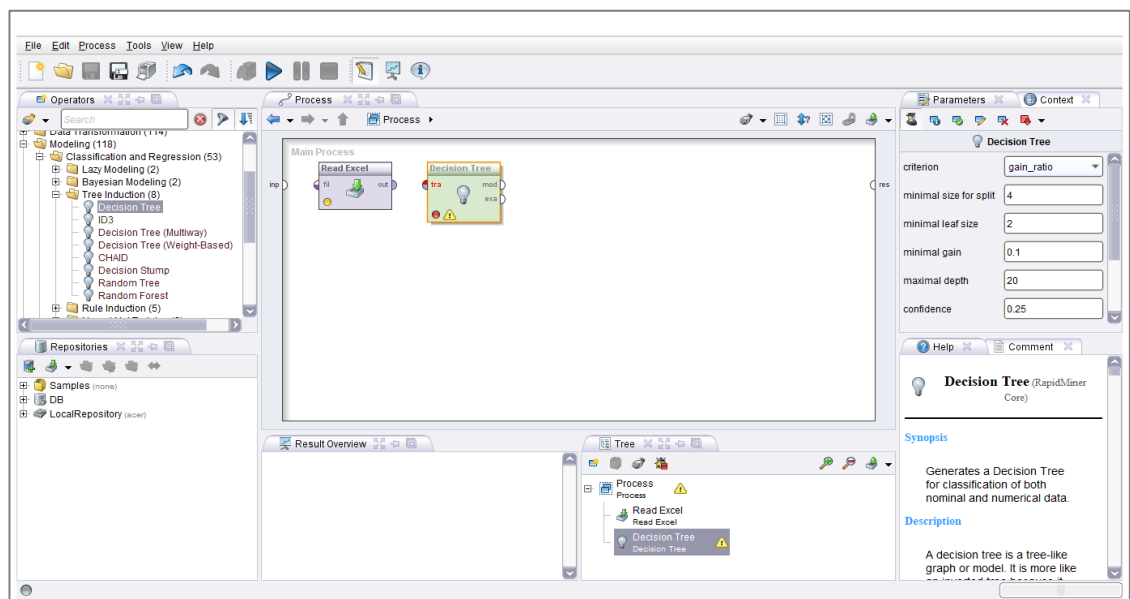 File Edit Process Tools View Help
Operators
Search
Data Transformation (114)
Modeling (118)
Classification and Regression (53)
Lazy Modeling (2)
Bayesian Modeling (2)
Tree Induction (8)
Decision Tree
ID3
Decision Tree (Multiway)
Decision Tree (Weight-Based)
CHAID
Decision Stump
Random Tree
Random Forest
Rule Induction (5)
Repositories
Samples (none)
DB
LocalRepository (acer)
Process
Process
Main Process
inp
Read Excel
fil out
Decision Tree
tra mod
exa
res
Result Overview
Tree
Process
Process
Read Excel
Read Excel
Decision Tree
Decision Tree
Parameters Context
Decision Tree
criterion gain_ratio
minimal size for split 4
minimal leaf size 2
minimal gain 0.1
maximal depth 20
confidence 0.25
Help Comment
Decision Tree (RapidMiner
Core)
Synopsis
Generates a Decision Tree
for classification of both
nominal and numerical data.
Description
A decision tree is a tree-like
graph or model. It is more like
an inverted tree because it